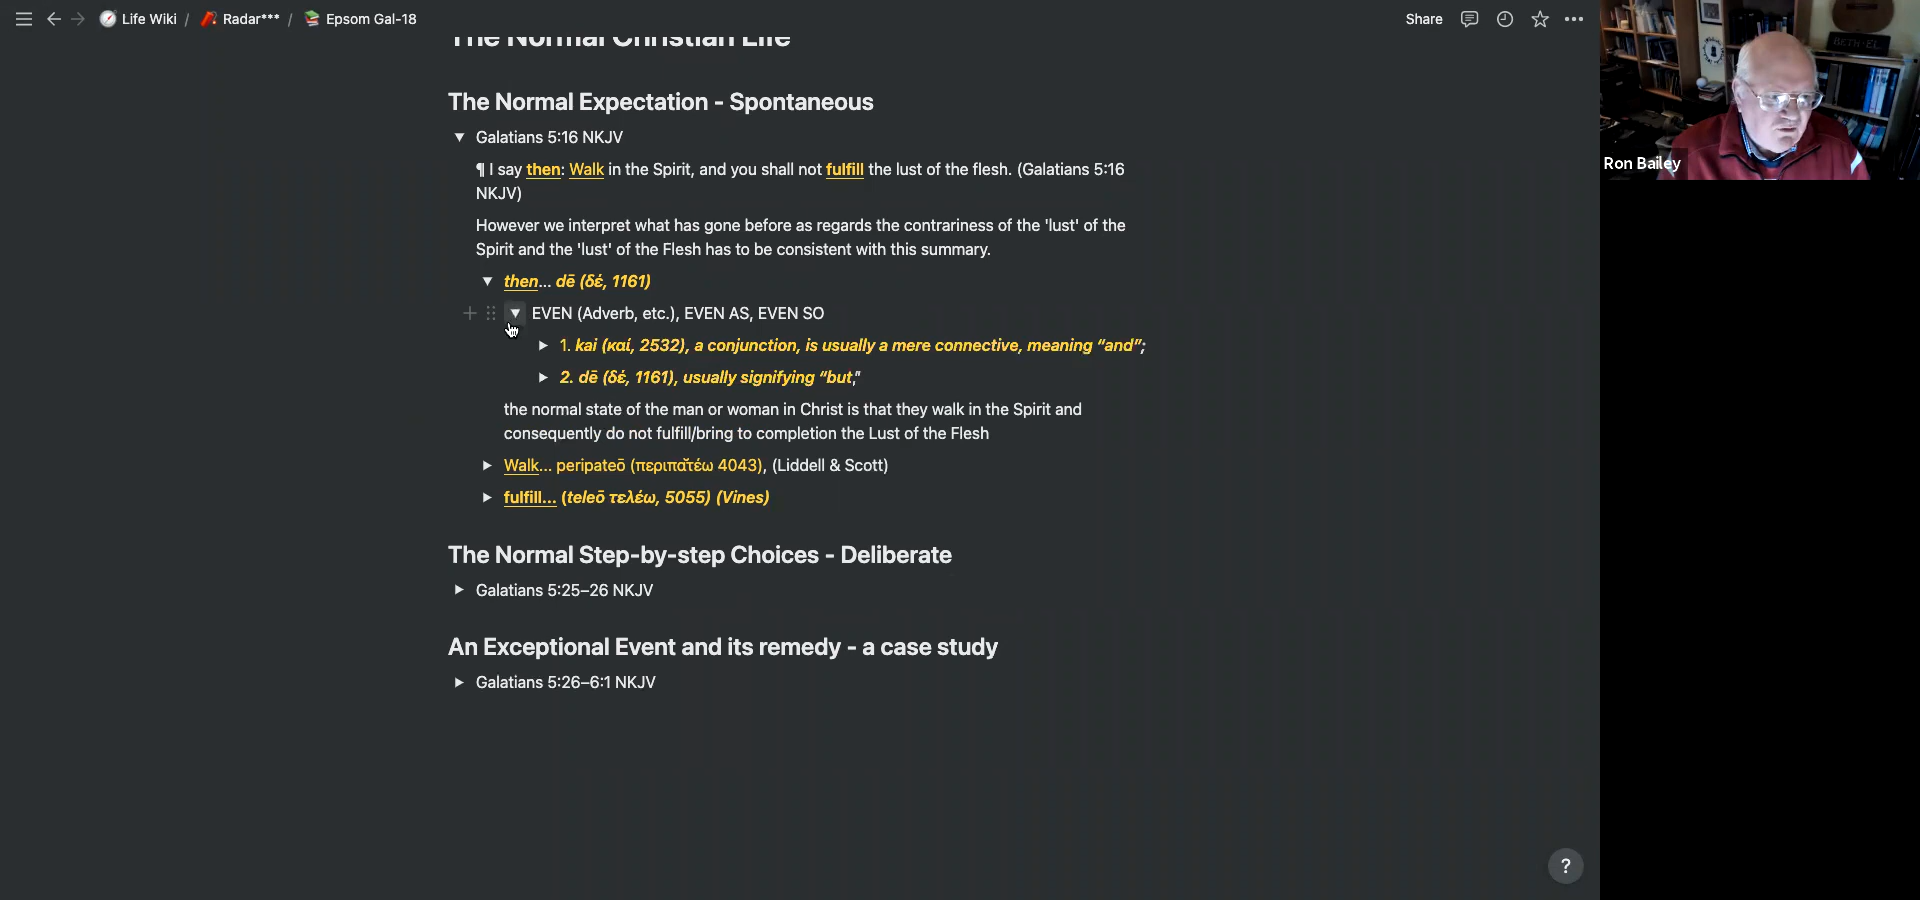 Life Wiki / Radar*** / Epsom Gal-18
Share
The Normal Christian Life
BETH-EL
Ron Bailey
The Normal Expectation - Spontaneous
▼ Galatians 5:16 NKJV
¶ I say then: Walk in the Spirit, and you shall not fulfill the lust of the flesh. (Galatians 5:16
NKJV)
However we interpret what has gone before as regards the contrariness of the 'lust' of the
Spirit and the 'lust' of the Flesh has to be consistent with this summary.
▼ then... dē (δέ, 1161)
▼ EVEN (Adverb, etc.), EVEN AS, EVEN SO
▶ 1. kai (καί, 2532), a conjunction, is usually a mere connective, meaning “and”;
▶ 2. dē (δέ, 1161), usually signifying “but,"
the normal state of the man or woman in Christ is that they walk in the Spirit and
consequently do not fulfill/bring to completion the Lust of the Flesh
▶ Walk... peripateō (περιπᾰτέω 4043), (Liddell & Scott)
▶ fulfill... (teleō τελέω, 5055) (Vines)
The Normal Step-by-step Choices - Deliberate
▶ Galatians 5:25–26 NKJV
An Exceptional Event and its remedy - a case study
▶ Galatians 5:26–6:1 NKJV
?